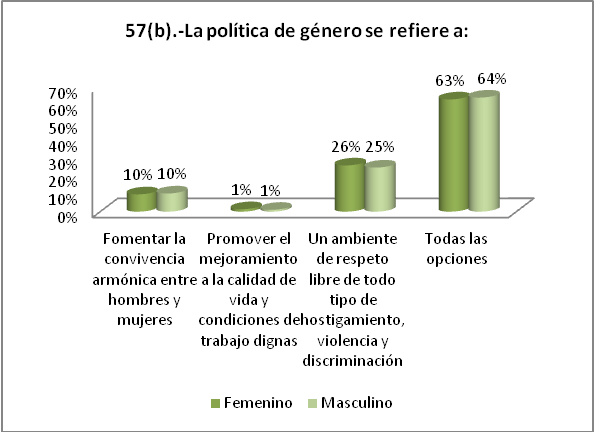 57(b).-La política de género se refiere a:
70%
60%
50%
40%
30%
20%
10%
0%
10% 10%
1% 1%
26% 25%
63% 64%
Fomentar la
convivencia
armónica entre
hombres y
mujeres
Promover el
mejoramiento
a la calidad de
vida y
condiciones de
trabajo dignas
Un ambiente
de respeto
libre de todo
tipo de
hostigamiento,
violencia y
discriminación
Todas las
opciones
Femenino Masculino